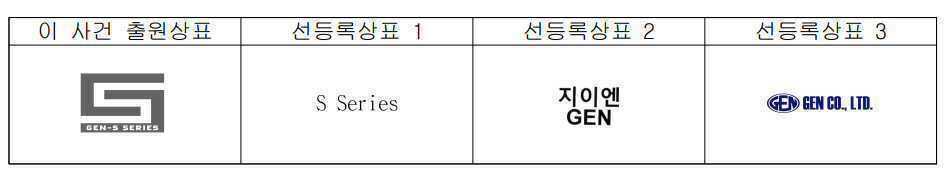 이 사건 출원상표 선등록상표 1 선등록상표 2 선등록상표 3
GEN-S SERIES
S Series
지이엔
GEN
GEN GEN CO., LTD.